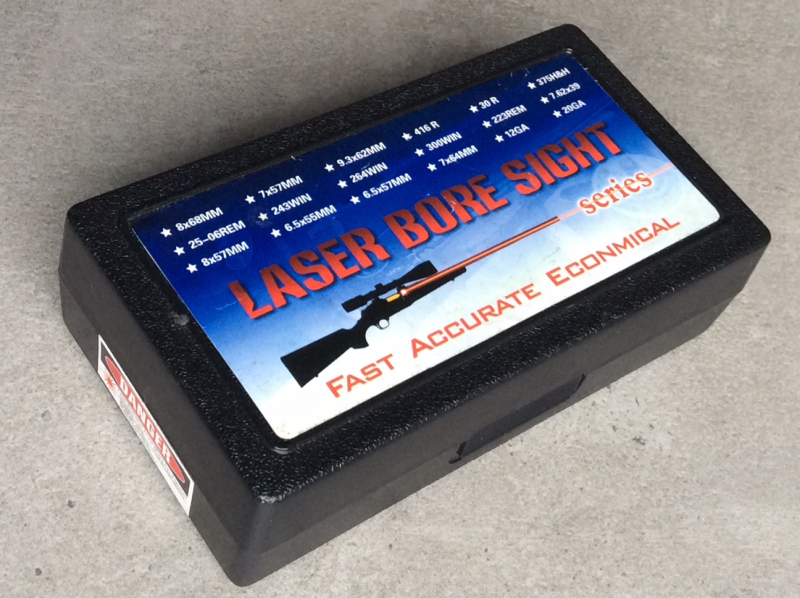 ★ 8x68MM ★ 7x57MM ★ 9.3x62MM ★ 416 R ★ 30 R ★ 375H&H
★ 25-06REM ★ 243WIN ★ 264WIN ★ 300WIN ★ 223REM ★ 7.62x39
★ 8x57MM ★ 6.5x55MM ★ 6.5x57MM ★ 7x64MM ★ 12GA ★ 20GA
LASER BORE SIGHT
series
FAST ACCURATE ECONMICAL
DANGER